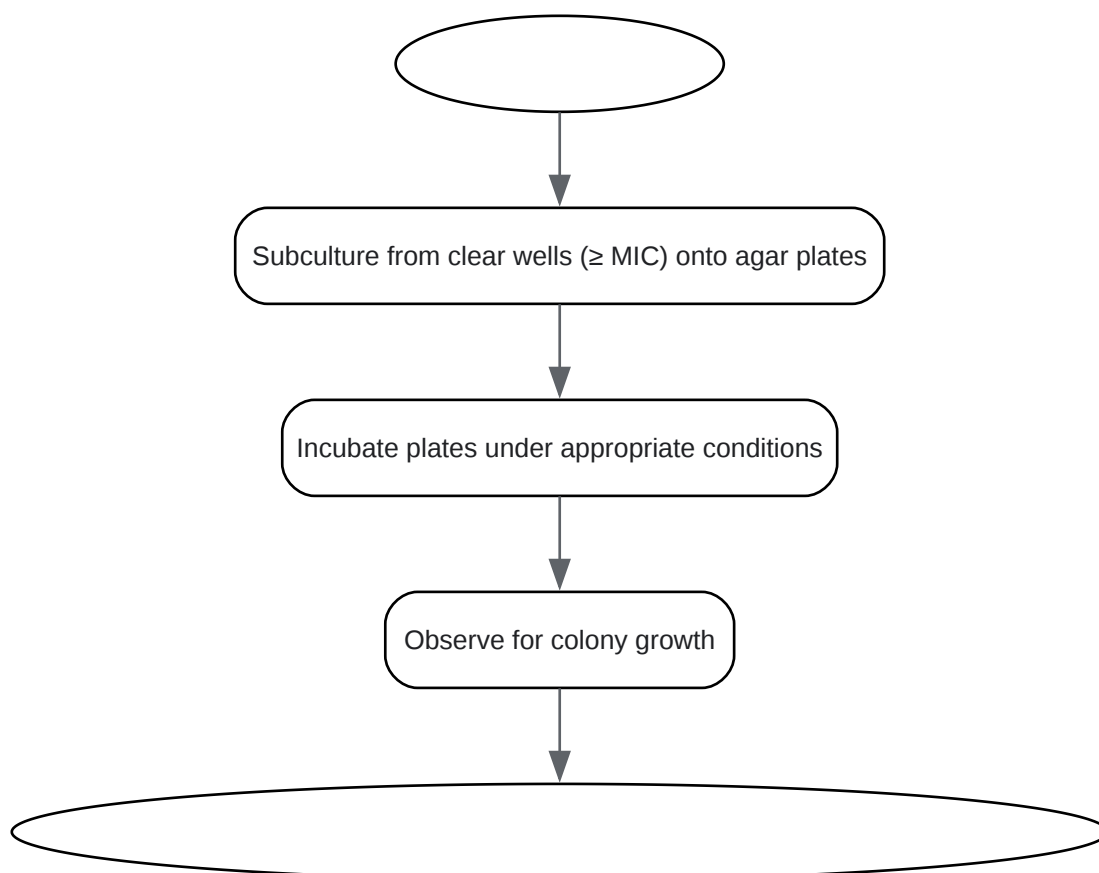 Subculture from clear wells (≥ MIC) onto agar plates
Incubate plates under appropriate conditions
Observe for colony growth